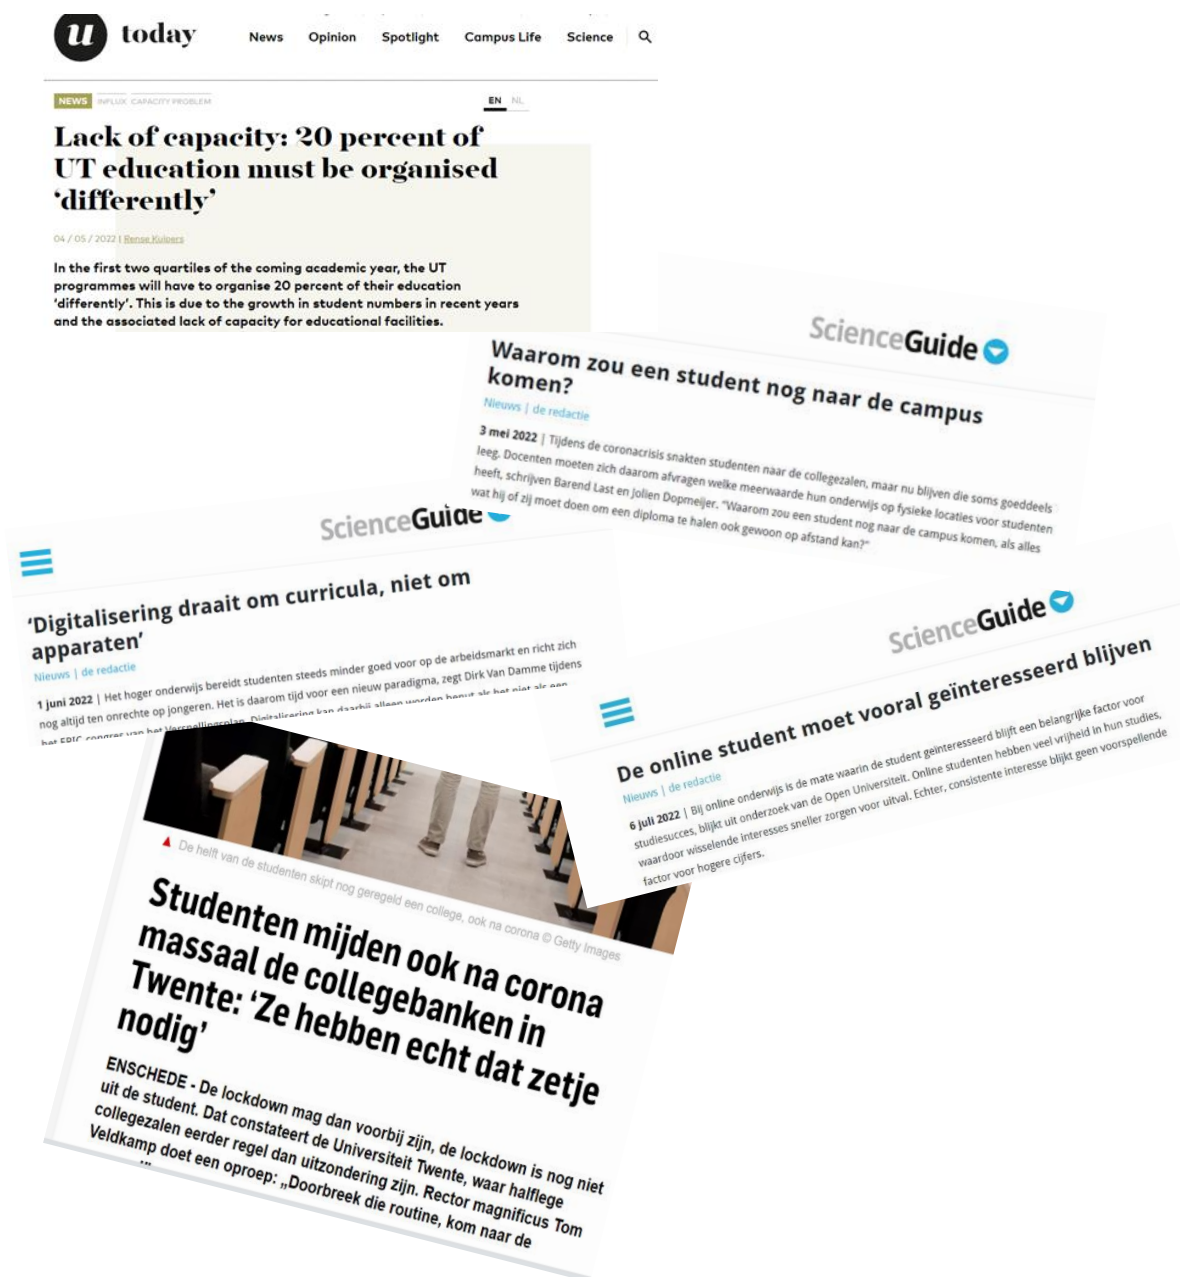 u today
News Opinion Spotlight Campus Life Science
NEWS INFLUX CAPACITY PROBLEM
EN NL
Lack of capacity: 20 percent of
UT education must be organised
‘differently’
04 / 05 / 2022 | Rense Kuipers
In the first two quartiles of the coming academic year, the UT
programmes will have to organise 20 percent of their education
‘differently’. This is due to the growth in student numbers in recent years
and the associated lack of capacity for educational facilities.
ScienceGuide
Waarom zou een student nog naar de campus
komen?
Nieuws | de redactie
3 mei 2022 | Tijdens de coronacrisis snakten studenten naar de collegezalen, maar nu blijven die soms goeddeels
leeg. Docenten moeten zich daarom afvragen welke meerwaarde hun onderwijs op fysieke locaties voor studenten
heeft, schrijven Barend Last en Jolien Dopmeijer. "Waarom zou een student nog naar de campus komen, als alles
wat hij of zij moet doen om een diploma te halen ook gewoon op afstand kan?"
ScienceGuide
‘Digitalisering draait om curricula, niet om
apparaten’
Nieuws | de redactie
1 juni 2022 | Het hoger onderwijs bereidt studenten steeds minder goed voor op de arbeidsmarkt en richt zich
nog altijd ten onrechte op jongeren. Het is daarom tijd voor een nieuw paradigma, zegt Dirk Van Damme tijdens
het EPIC congres van het Versnellingsplan. Digitalisering kan daarbij alleen worden benut als het niet als een
ScienceGuide
De online student moet vooral geïnteresseerd blijven
Nieuws | de redactie
6 juli 2022 | Bij online onderwijs is de mate waarin de student geïnteresseerd blijft een belangrijke factor voor
studiesucces, blijkt uit onderzoek van de Open Universiteit. Online studenten hebben veel vrijheid in hun studies,
waardoor wisselende interesses sneller zorgen voor uitval. Echter, consistente interesse blijkt geen voorspellende
factor voor hogere cijfers.
De helft van de studenten skipt nog geregeld een college, ook na corona © Getty Images
Studenten mijden ook na corona
massaal de collegebanken in
Twente: ‘Ze hebben echt dat zetje
nodig’
ENSCHEDE - De lockdown mag dan voorbij zijn, de lockdown is nog niet
uit de student. Dat constateert de Universiteit Twente, waar halflege
collegezalen eerder regel dan uitzondering zijn. Rector magnificus Tom
Veldkamp doet een oproep: „Doorbreek die routine, kom naar de